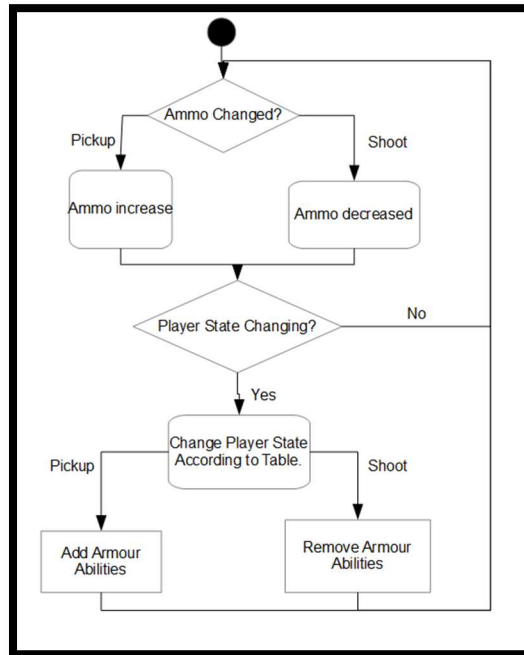 Ammo Changed?
Pickup
Shoot
Ammo increase
Ammo decreased
Player State Changing?
No
Yes
Change Player State
According to Table.
Pickup
Shoot
Add Armour
Abilities
Remove Armour
Abilities